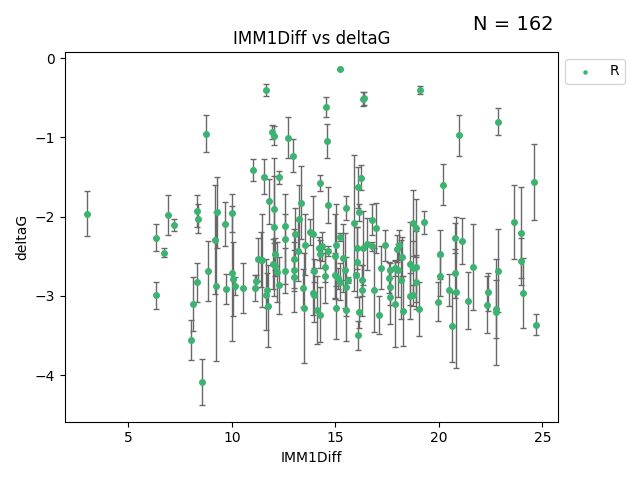 N = 162
IMM1Diff vs deltaG
R
deltaG
0
−1
−2
−3
−4
5
10
15
20
25
IMM1Diff